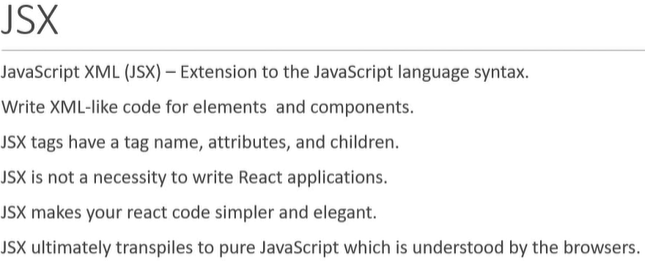 JSX
JavaScript XML (JSX) – Extension to the JavaScript language syntax.
Write XML-like code for elements and components.
JSX tags have a tag name, attributes, and children.
JSX is not a necessity to write React applications.
JSX makes your react code simpler and elegant.
JSX ultimately transpiles to pure JavaScript which is understood by the browsers.